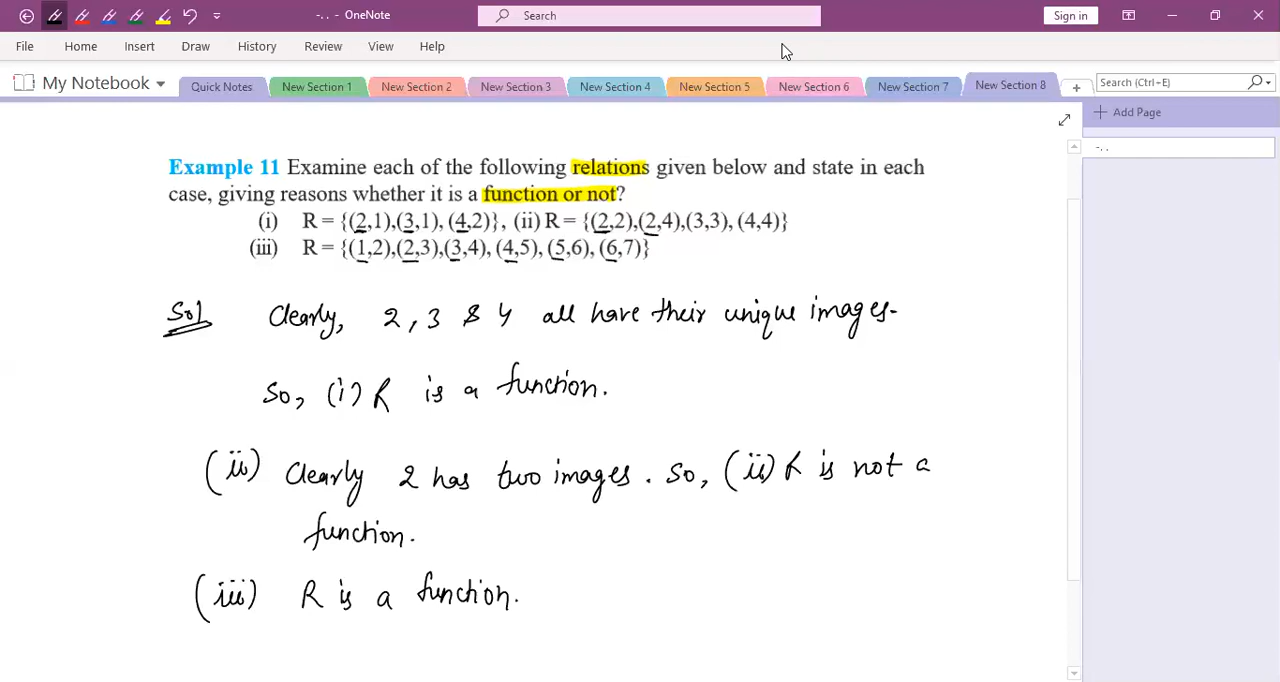 -. . - OneNote
Search
Sign in
File Home Insert Draw History Review View Help
My Notebook
Quick Notes New Section 1 New Section 2 New Section 3 New Section 4 New Section 5 New Section 6 New Section 7 New Section 8 +
Search (Ctrl+E)
+ Add Page
-. .
Example 11 Examine each of the following relations given below and state in each
case, giving reasons whether it is a function or not?
(i) R = {(2,1),(3,1), (4,2)}, (ii) R = {(2,2),(2,4),(3,3), (4,4)}
(iii) R = {(1,2),(2,3),(3,4), (4,5), (5,6), (6,7)}
Sol Clearly, 2, 3 & 4 all have their unique images.
So, (i) R is a function.
(ii) Clearly 2 has two images. So, (ii) R is not a
function.
(iii) R is a function.